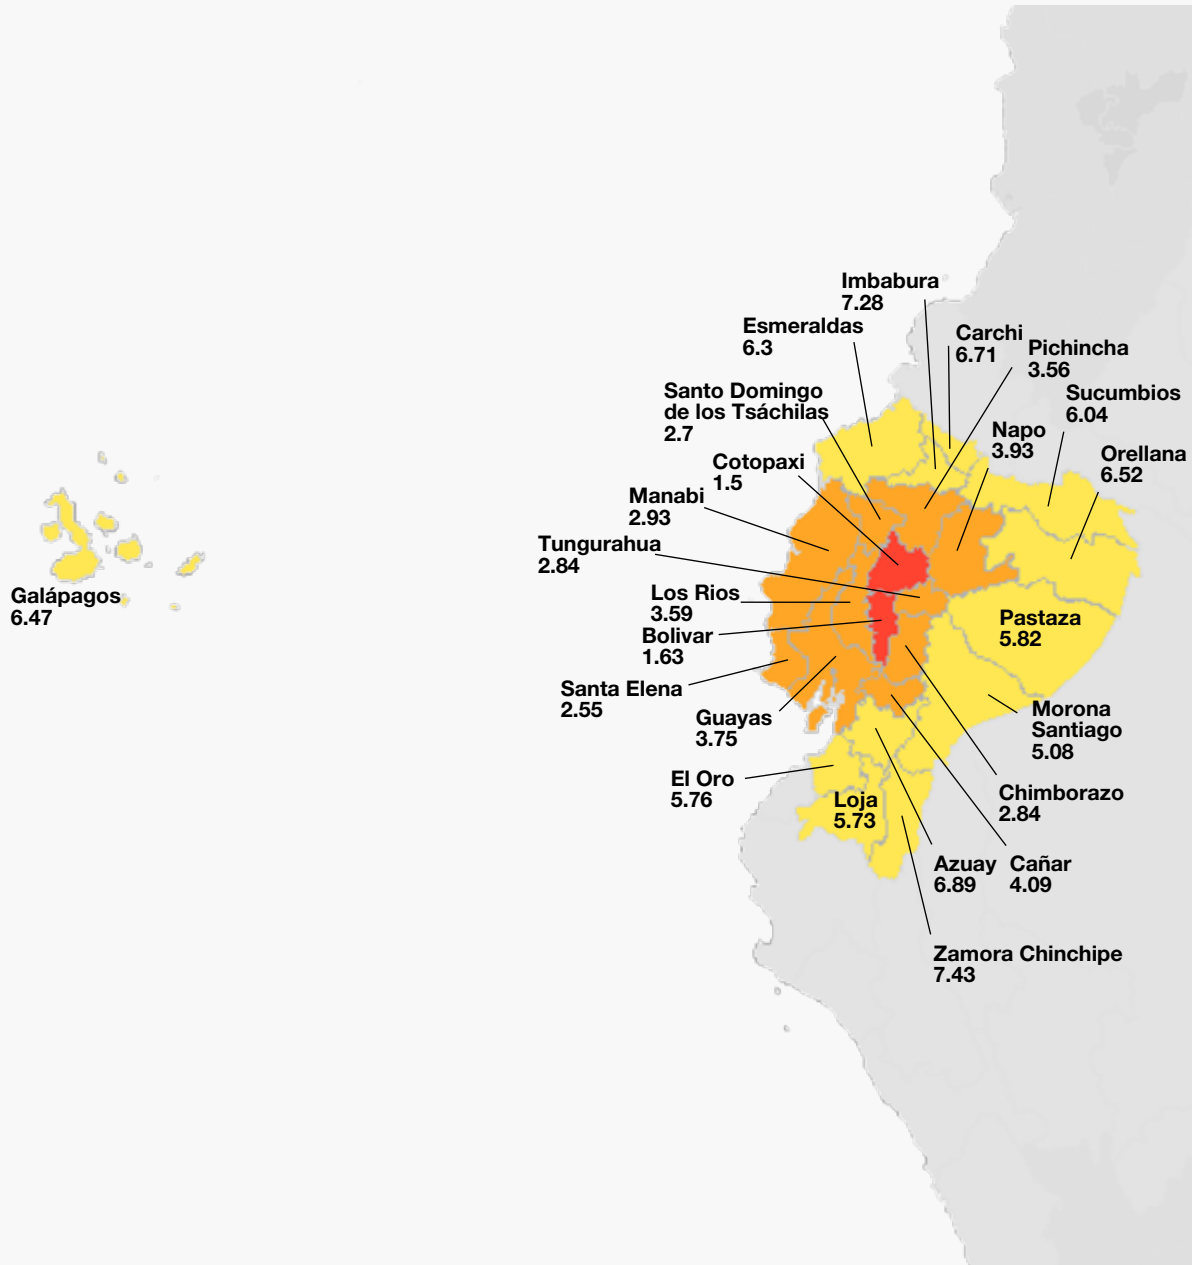 Imbabura
7.28
Esmeraldas
6.3
Carchi
6.71
Pichincha
3.56
Santo Domingo
de los Tsáchilas
2.7
Sucumbios
6.04
Napo
3.93
Orellana
6.52
Cotopaxi
1.5
Manabi
2.93
Tungurahua
2.84
Galápagos
6.47
Los Rios
3.59
Bolivar
1.63
Pastaza
5.82
Santa Elena
2.55
Guayas
3.75
Morona
Santiago
5.08
El Oro
5.76
Loja
5.73
Chimborazo
2.84
Azuay
6.89
Cañar
4.09
Zamora Chinchipe
7.43